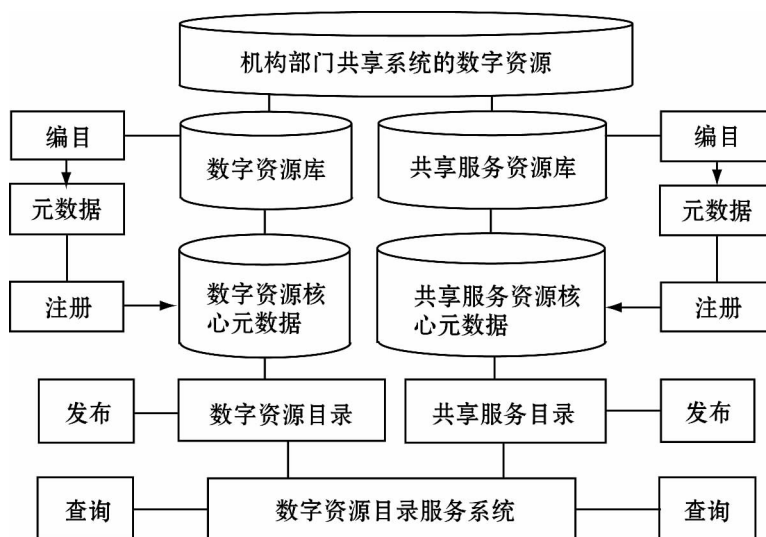 机构部门共享系统的数字资源
编目
数字资源库
共享服务资源库
编目
元数据
元数据
注册
数字资源核
心元数据
共享服务资源核
心元数据
注册
发布
数字资源目录
共享服务目录
发布
查询
数字资源目录服务系统
查询